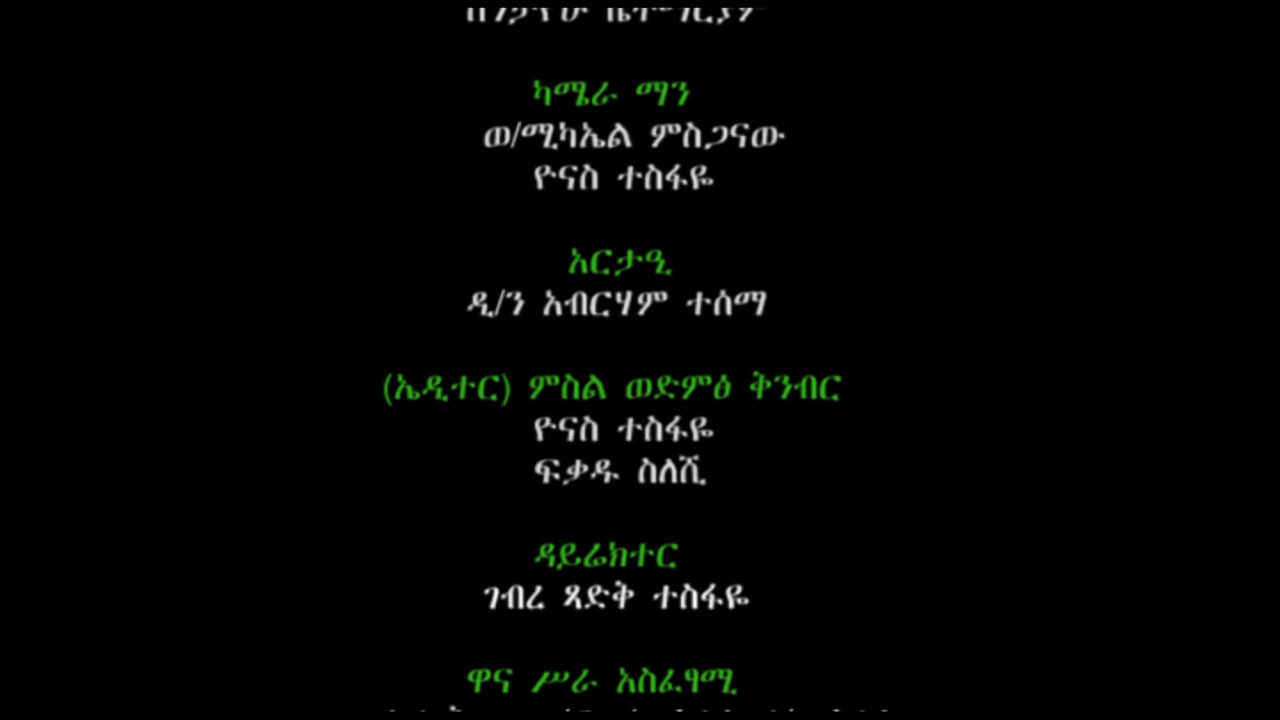 ካሜራ ማን
ወ/ሚካኤል ምስጋናው
ዮናስ ተስፋዬ
አርታዒ
ዲ/ን አብርሃም ተሰማ
(ኤዲተር) ምስል ወድምፅ ቅንብር
ዮናስ ተስፋዬ
ፍቃዱ ስለሺ
ዳይሬክተር
ገብረ ጻድቅ ተስፋዬ
ዋና ሥራ አስፈፃሚ